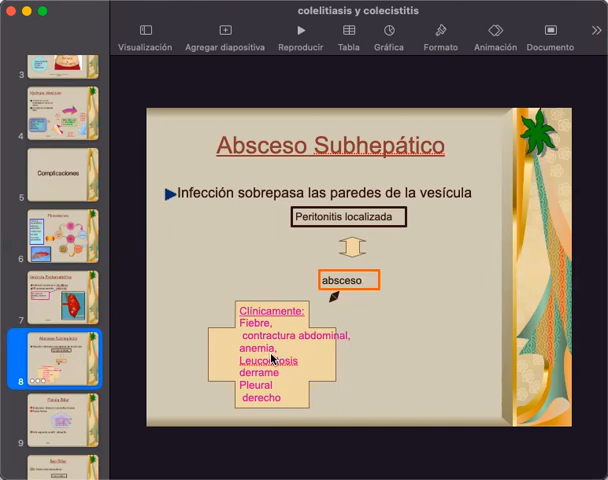 colelitiasis y colecistitis
Visualización
Agregar diapositiva
Reproducir
Tabla
Gráfica
Formato
Animación
Documento
3
4
Complicaciones
5
6
7
8
9
Absceso Subhepático
Infección sobrepasa las paredes de la vesícula
Peritonitis localizada
absceso
Clínicamente:
Fiebre,
contractura abdominal,
anemia,
Leucocitosis
derrame
Pleural
derecho